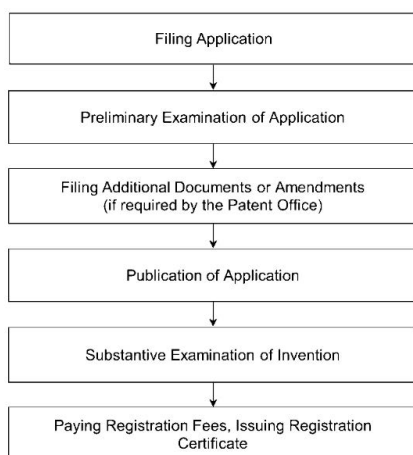 Filing Application
Preliminary Examination of Application
Filing Additional Documents or Amendments
(if required by the Patent Office)
Publication of Application
Substantive Examination of Invention
Paying Registration Fees, Issuing Registration
Certificate